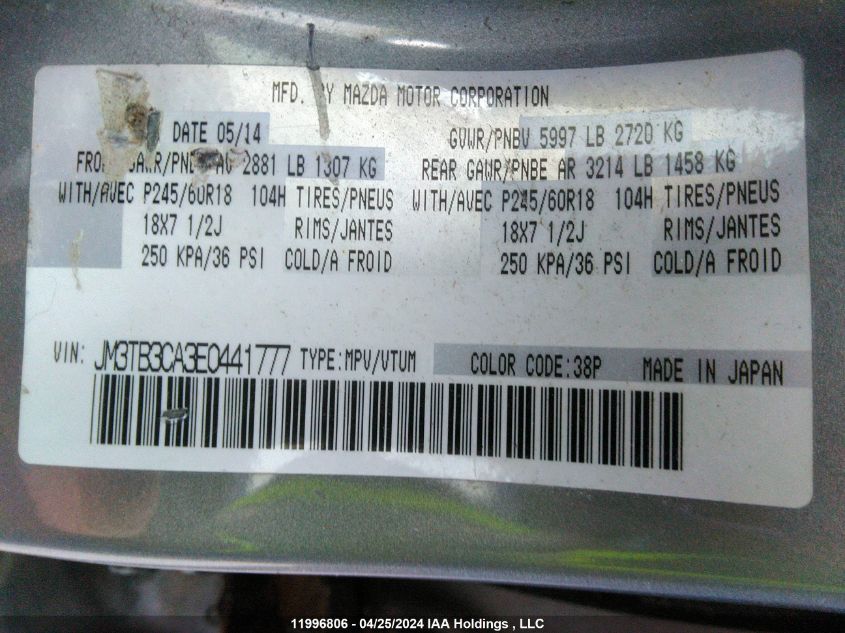 MFD. BY MAZDA MOTOR CORPORATION
DATE 05/14 GVWR/PNBV 5997 LB 2720 KG
GAWR/PNBE AV 2881 LB 1307 KG REAR GAWR/PNBE AR 3214 LB 1458 KG
WITH/AVEC P245/60R18 104H TIRES/PNEUS WITH/AVEC P245/60R18 104H TIRES/PNEUS
18X7 1/2J RIMS/JANTES 18X7 1/2J RIMS/JANTES
250 KPA/36 PSI COLD/A FROID 250 KPA/36 PSI COLD/A FROID
VIN: JM3TB3CA3E0441777 TYPE:MPV/VTUM COLOR CODE:38P MADE IN JAPAN
11996806 - 04/25/2024 IAA Holdings , LLC